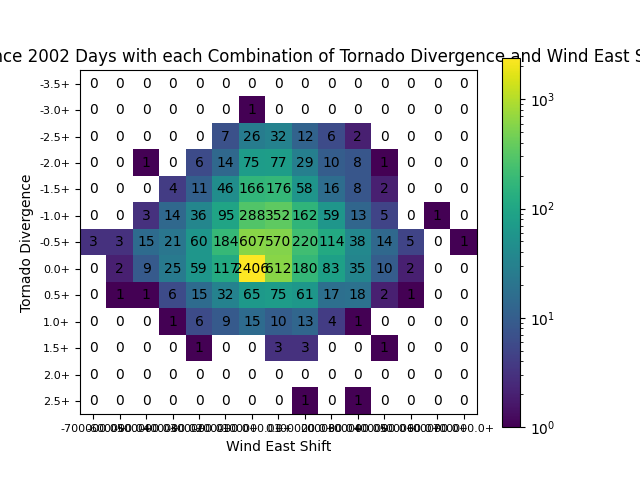 nce 2002 Days with each Combination of Tornado Divergence and Wind East S
Tornado Divergence
-3.5+ 0 0 0 0 0 0 0 0 0 0 0 0 0 0 0
-3.0+ 0 0 0 0 0 0 1 0 0 0 0 0 0 0 0
-2.5+ 0 0 0 0 0 7 26 32 12 6 2 0 0 0 0
-2.0+ 0 0 1 0 6 14 75 77 29 10 8 1 0 0 0
-1.5+ 0 0 0 4 11 46 166 176 58 16 8 2 0 0 0
-1.0+ 0 0 3 14 36 95 288 352 162 59 13 5 0 1 0
-0.5+ 3 3 15 21 60 184 607 570 220 114 38 14 5 0 1
0.0+ 0 2 9 25 59 117 2406 612 180 83 35 10 2 0 0
0.5+ 0 1 1 6 15 32 65 75 61 17 18 2 1 0 0
1.0+ 0 0 0 1 6 9 15 10 13 4 1 0 0 0 0
1.5+ 0 0 0 0 1 0 0 3 3 0 0 1 0 0 0
2.0+ 0 0 0 0 0 0 0 0 0 0 0 0 0 0 0
2.5+ 0 0 0 0 0 0 0 0 1 0 1 0 0 0 0
Wind East Shift
10³
10²
10¹
10⁰